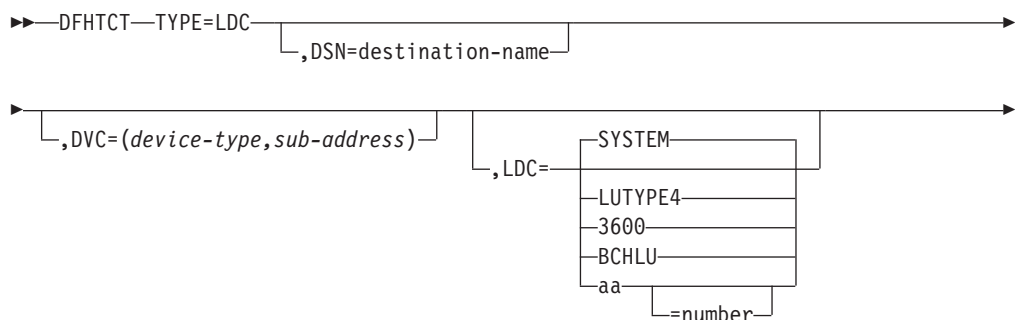 DFHTCT TYPE=LDC
,DSN=destination-name
,DVC=(device-type,sub-address)
,LDC=
SYSTEM
LUTYPE4
3600
BCHLU
aa
=number